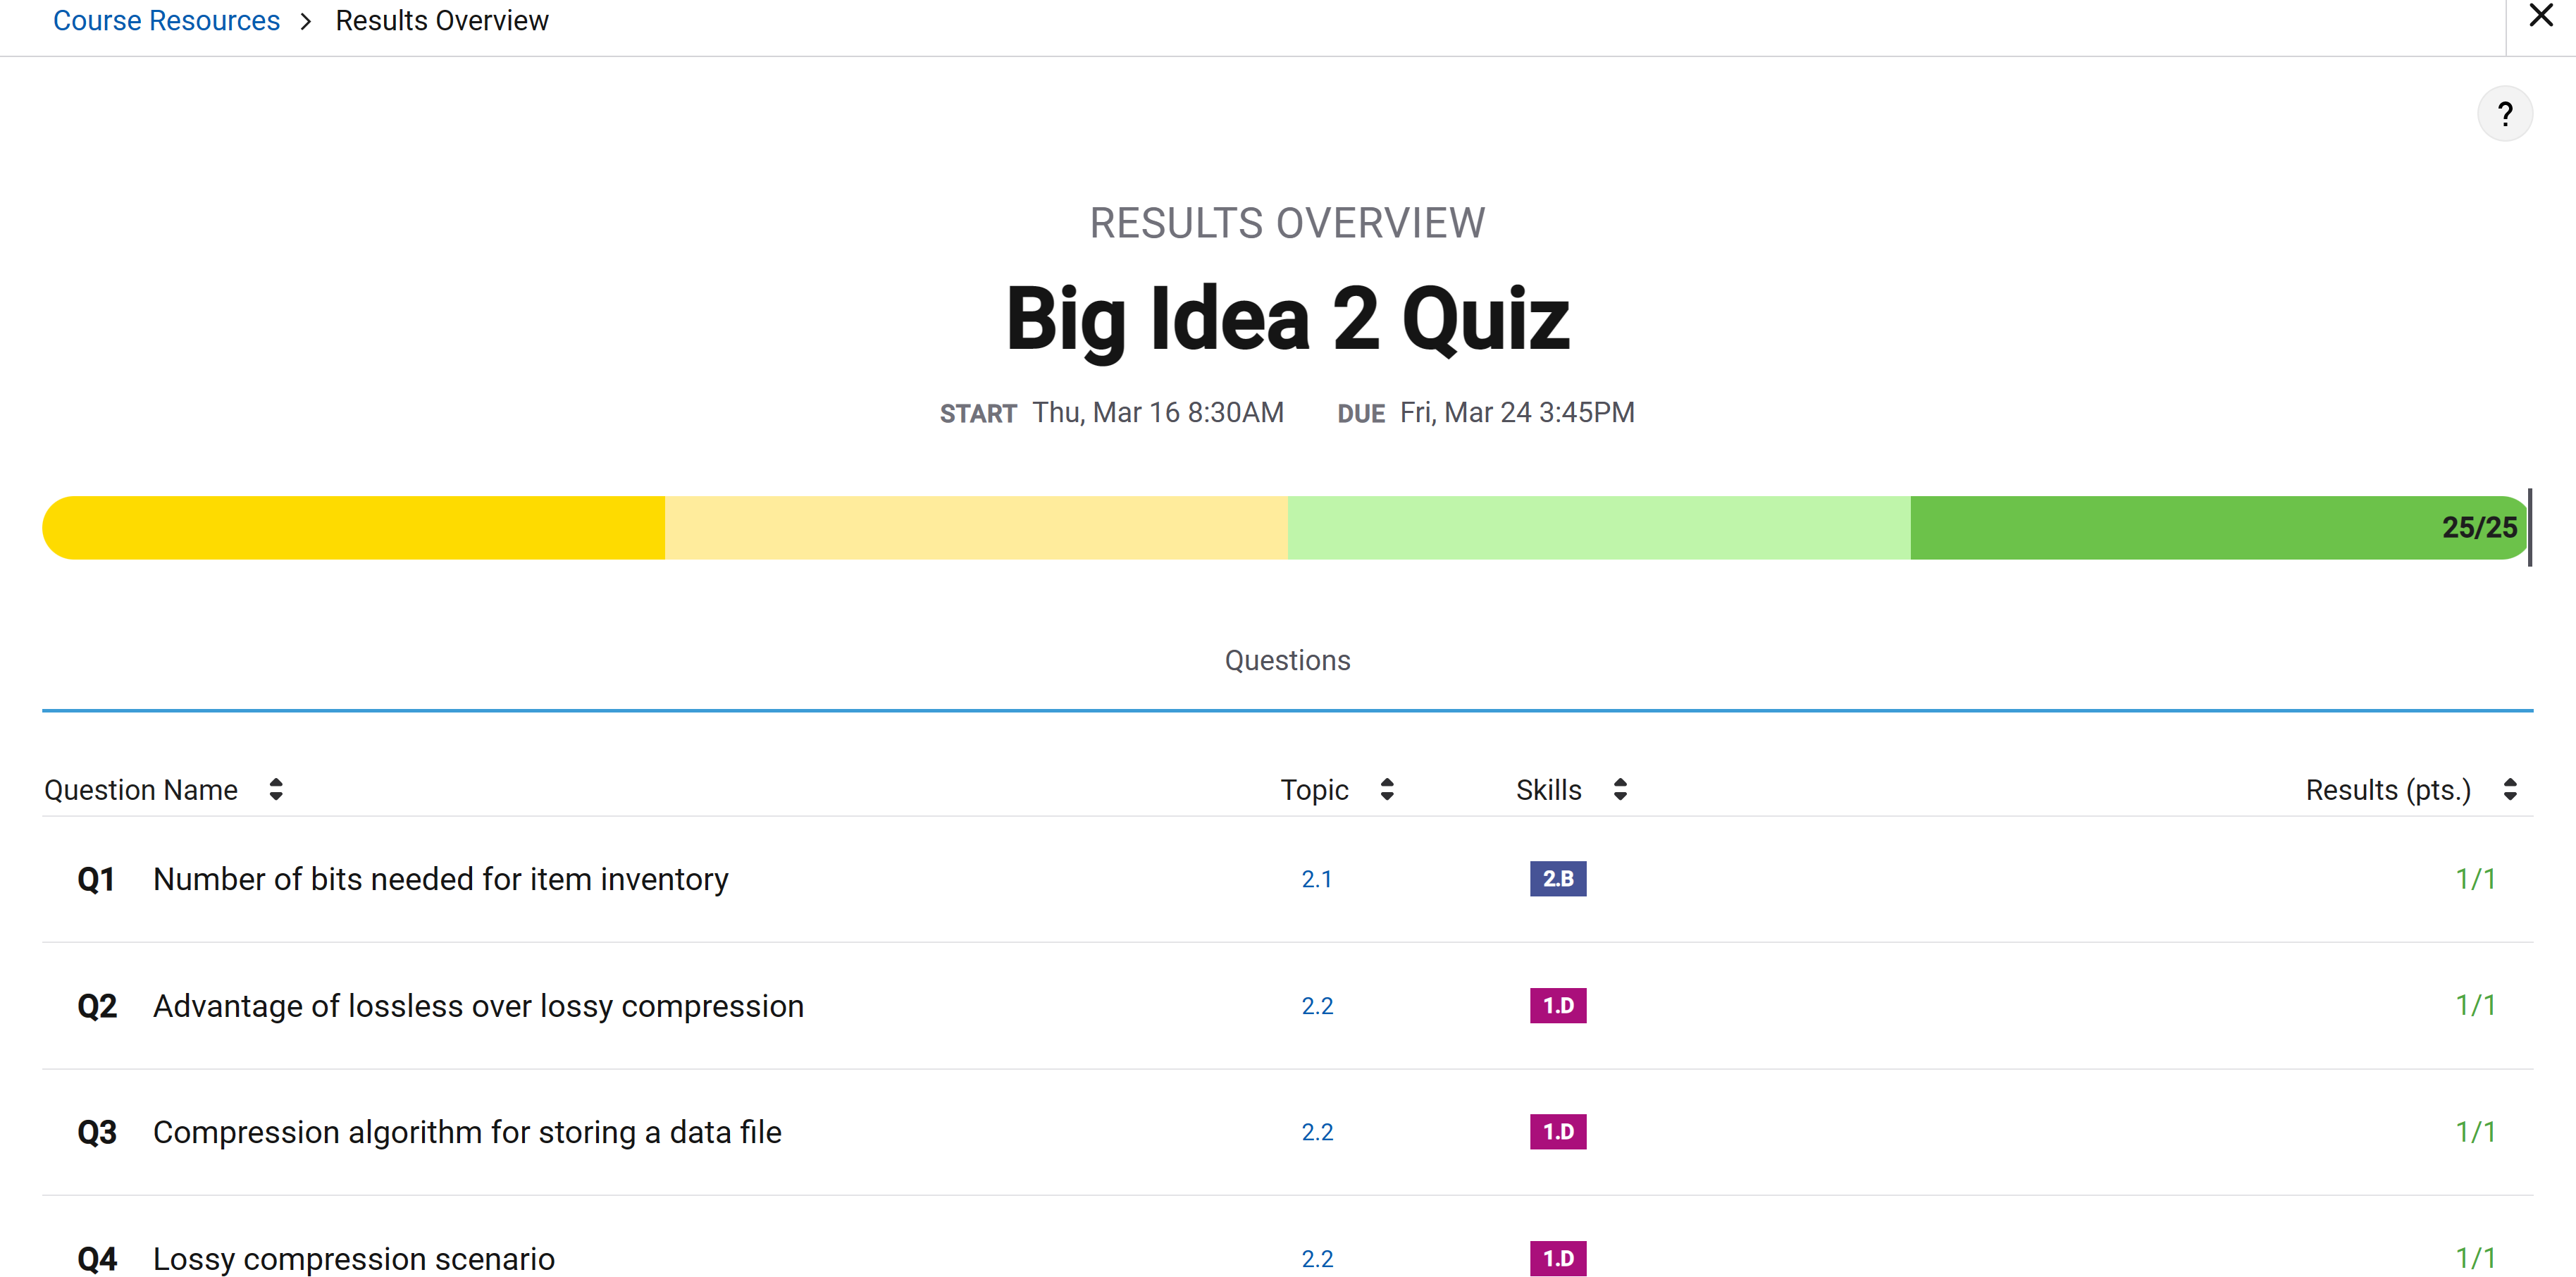 Course Resources > Results Overview
?
RESULTS OVERVIEW
Big Idea 2 Quiz
START Thu, Mar 16 8:30AM DUE Fri, Mar 24 3:45PM
25/25
Questions
Question Name Topic Skills Results (pts.)
Q1 Number of bits needed for item inventory 2.1 2.B 1/1
Q2 Advantage of lossless over lossy compression 2.2 1.D 1/1
Q3 Compression algorithm for storing a data file 2.2 1.D 1/1
Q4 Lossy compression scenario 2.2 1.D 1/1